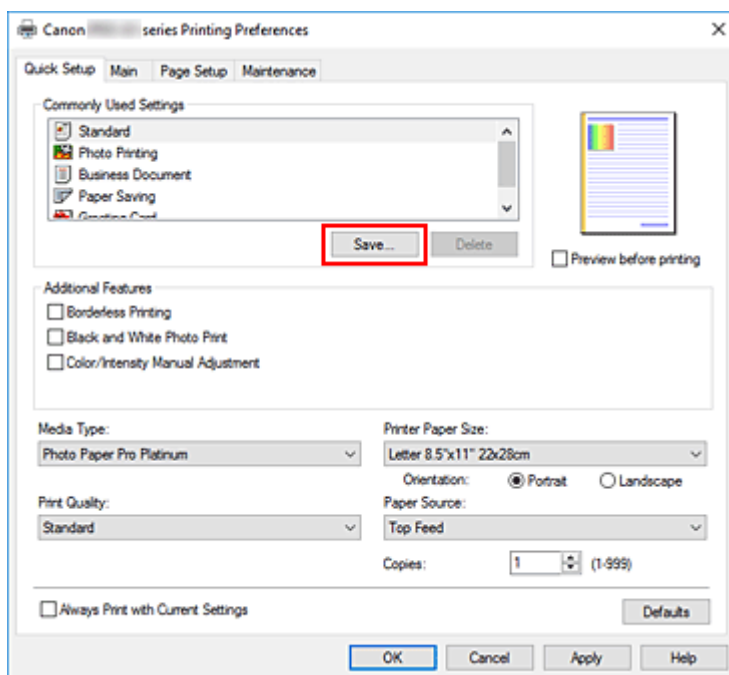 Canon series Printing Preferences
Quick Setup Main Page Setup Maintenance
Commonly Used Settings
Standard
Photo Printing
Business Document
Paper Saving
Greeting Card
Save... Delete
Preview before printing
Additional Features
Borderless Printing
Black and White Photo Print
Color/Intensity Manual Adjustment
Media Type: Printer Paper Size:
Photo Paper Pro Platinum Letter 8.5"x11" 22x28cm
Orientation: Portrait Landscape
Print Quality: Paper Source:
Standard Top Feed
Copies: 1 (1-999)
Always Print with Current Settings Defaults
OK Cancel Apply Help